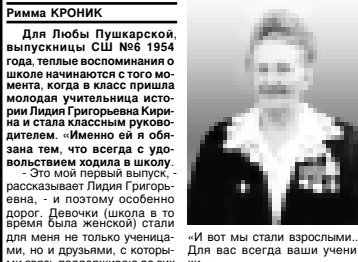 Римма КРОНИК
Для Любы Пушкарской,
выпускницы СШ №6 1954
года, теплые воспоминания о
школе начинаются с того мо-
мента, когда в класс пришла
молодая учительница исто-
рии Лидия Григорьевна Кири-
на и стала классным руково-
дителем. «Именно ей я обя-
зана тем, что всегда с удо-
вольствием ходила в школу.
- Это мой первый выпуск, -
рассказывает Лидия Григорь-
евна, - и поэтому особенно
дорог. Девочки (школа в то
время была женской) стали
для меня не только ученица-
ми, но и друзьями, с которы-
«И вот мы стали взрослыми...
Для вас всегда ваши учени-